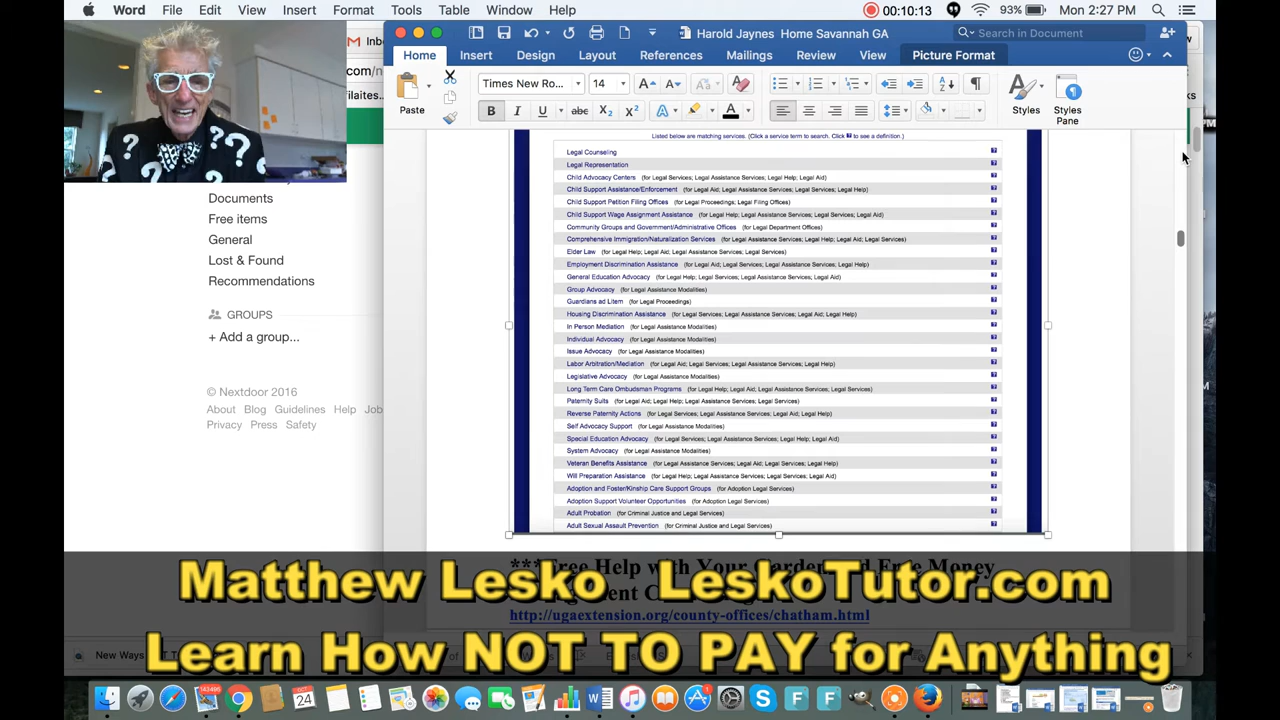 Word File Edit View Insert Format Tools Table Window Help 00:10:13 93% Mon 2:27 PM
Harold Jaynes Home Savannah GA
Search in Document
Home Insert Design Layout References Mailings Review View Picture Format
Paste
Times New Ro...
14
Styles
Styles Pane
Inb
com/n
filaites
Documents
Free items
General
Lost & Found
Recommendations
GROUPS
+ Add a group...
© Nextdoor 2016
About Blog Guidelines Help Job
Privacy Press Safety
Listed below are matching services. (Click a service term to search. Click ? to see a definition.)
Legal Counseling
Legal Representation
Child Advocacy Centers (for Legal Services; Legal Assistance Services; Legal Help; Legal Aid)
Child Support Assistance/Enforcement (for Legal Aid; Legal Assistance Services; Legal Services; Legal Help)
Child Support Petition Filing Offices (for Legal Proceedings; Legal Filing Offices)
Child Support Wage Assignment Assistance (for Legal Help; Legal Assistance Services; Legal Services; Legal Aid)
Community Groups and Government/Administrative Offices (for Legal Department Offices)
Comprehensive Immigration/Naturalization Services (for Legal Assistance Services; Legal Help; Legal Aid; Legal Services)
Elder Law (for Legal Help; Legal Aid; Legal Assistance Services; Legal Services)
Employment Discrimination Assistance (for Legal Aid; Legal Services; Legal Assistance Services; Legal Help)
General Education Advocacy (for Legal Help; Legal Services; Legal Assistance Services; Legal Aid)
Group Advocacy (for Legal Assistance Modalities)
Guardians ad Litem (for Legal Proceedings)
Housing Discrimination Assistance (for Legal Services; Legal Assistance Services; Legal Aid; Legal Help)
In Person Mediation (for Legal Assistance Modalities)
Individual Advocacy (for Legal Assistance Modalities)
Issue Advocacy (for Legal Assistance Modalities)
Labor Arbitration/Mediation (for Legal Aid; Legal Services; Legal Assistance Services; Legal Help)
Legislative Advocacy (for Legal Assistance Modalities)
Long Term Care Ombudsman Programs (for Legal Help; Legal Aid; Legal Assistance Services; Legal Services)
Paternity Suits (for Legal Aid; Legal Help; Legal Assistance Services; Legal Services)
Reverse Paternity Actions (for Legal Services; Legal Assistance Services; Legal Aid; Legal Help)
Self Advocacy Support (for Legal Assistance Modalities)
Special Education Advocacy (for Legal Services; Legal Assistance Services; Legal Help; Legal Aid)
System Advocacy (for Legal Assistance Modalities)
Veteran Benefits Assistance (for Legal Assistance Services; Legal Aid; Legal Services; Legal Help)
Will Preparation Assistance (for Legal Help; Legal Assistance Services; Legal Services; Legal Aid)
Adoption and Foster/Kinship Care Support Groups (for Adoption Legal Services)
Adoption Support Volunteer Opportunities (for Adoption Legal Services)
Adult Probation (for Criminal Justice and Legal Services)
Adult Sexual Assault Prevention (for Criminal Justice and Legal Services)
http://ugaextension.org/county-offices/chatham.html
Matthew Lesko LeskoTutor.com
Learn How NOT TO PAY for Anything